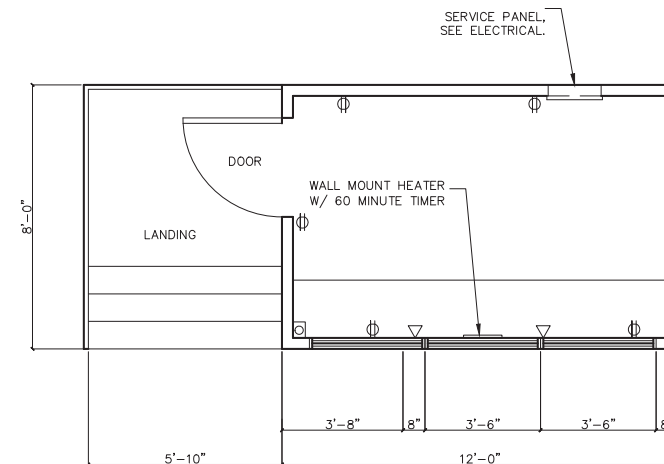 SERVICE PANEL,
SEE ELECTRICAL.
DOOR
WALL MOUNT HEATER
W/ 60 MINUTE TIMER
8'-0"
LANDING
3'-8"
8"
3'-6"
3'-6"
8
5'-10"
12'-0"